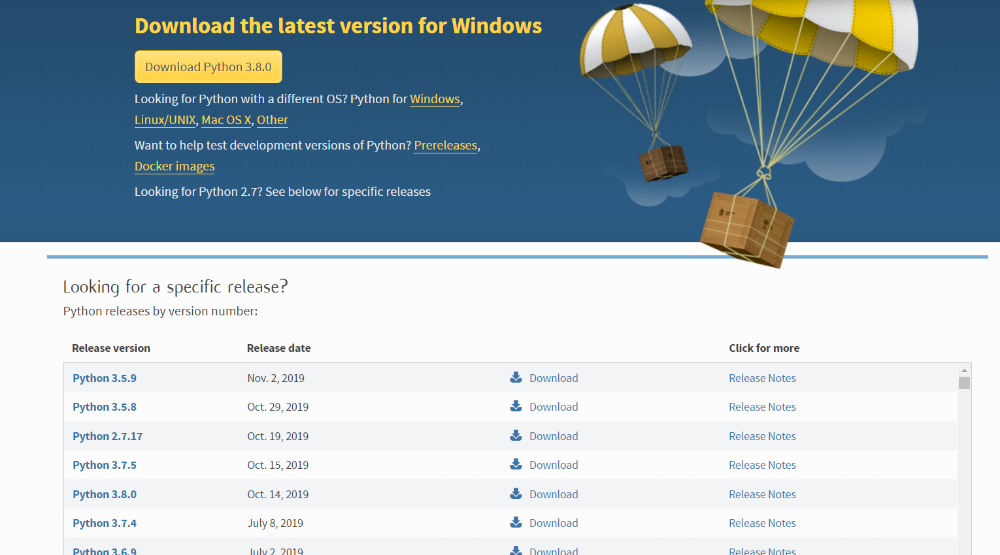 Download the latest version for Windows
Download Python 3.8.0
Looking for Python with a different OS? Python for Windows,
Linux/UNIX, Mac OS X, Other
Want to help test development versions of Python? Prereleases,
Docker images
Looking for Python 2.7? See below for specific releases
Looking for a specific release?
Python releases by version number:
Release version Release date Click for more
Python 3.5.9 Nov. 2, 2019 Download Release Notes
Python 3.5.8 Oct. 29, 2019 Download Release Notes
Python 2.7.17 Oct. 19, 2019 Download Release Notes
Python 3.7.5 Oct. 15, 2019 Download Release Notes
Python 3.8.0 Oct. 14, 2019 Download Release Notes
Python 3.7.4 July 8, 2019 Download Release Notes
Python 3.6.9 July 2, 2019 Download Release Notes